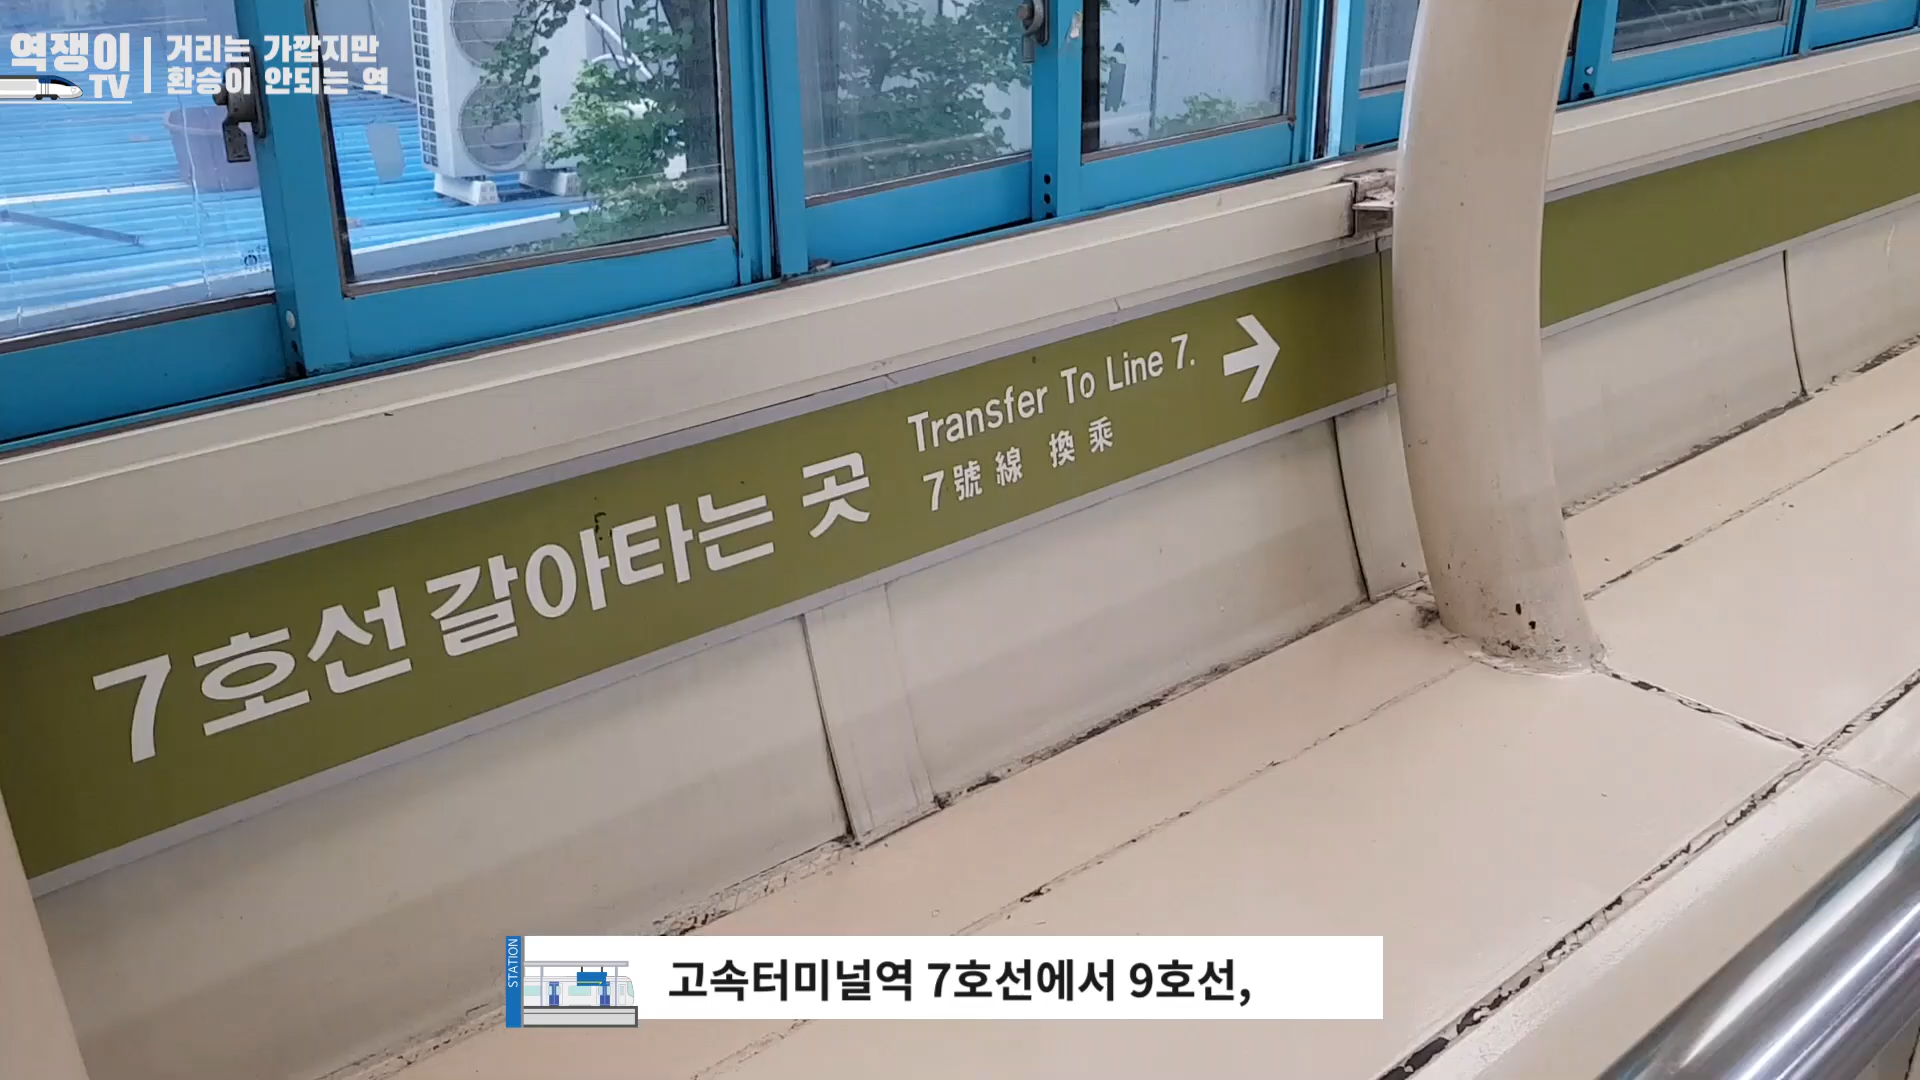 역쟁이
TV
거리는 가깝지만
환승이 안되는 역
7호선 갈아타는 곳
Transfer To Line 7.
7號線 換乘
STATION
고속터미널역 7호선에서 9호선,